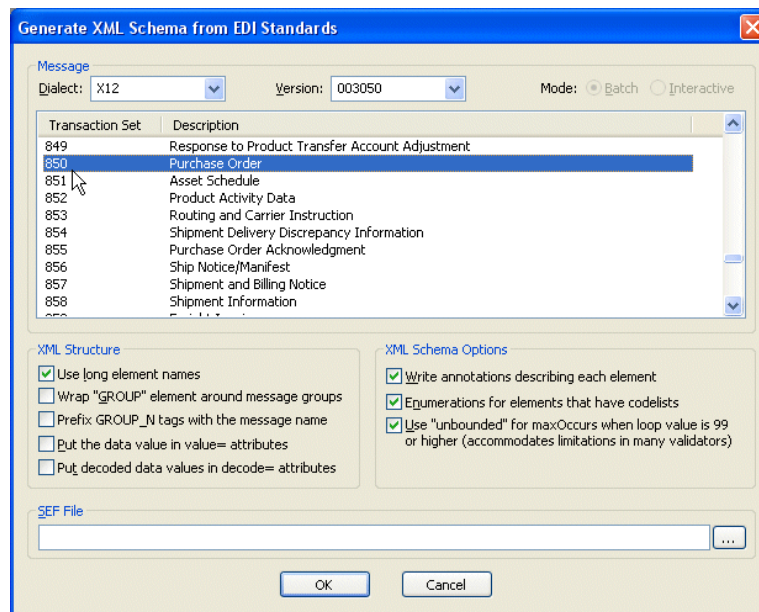 Generate XML Schema from EDI Standards
Message
Dialect: X12 Version: 003050 Mode: Batch Interactive
Transaction Set Description
849 Response to Product Transfer Account Adjustment
850 Purchase Order
851 Asset Schedule
852 Product Activity Data
853 Routing and Carrier Instruction
854 Shipment Delivery Discrepancy Information
855 Purchase Order Acknowledgment
856 Ship Notice/Manifest
857 Shipment and Billing Notice
858 Shipment Information
XML Structure
Use long element names
Wrap "GROUP" element around message groups
Prefix GROUP_N tags with the message name
Put the data value in value= attributes
Put decoded data values in decode= attributes
XML Schema Options
Write annotations describing each element
Enumerations for elements that have codelists
Use "unbounded" for maxOccurs when loop value is 99
or higher (accommodates limitations in many validators)
SEF File
...
OK Cancel